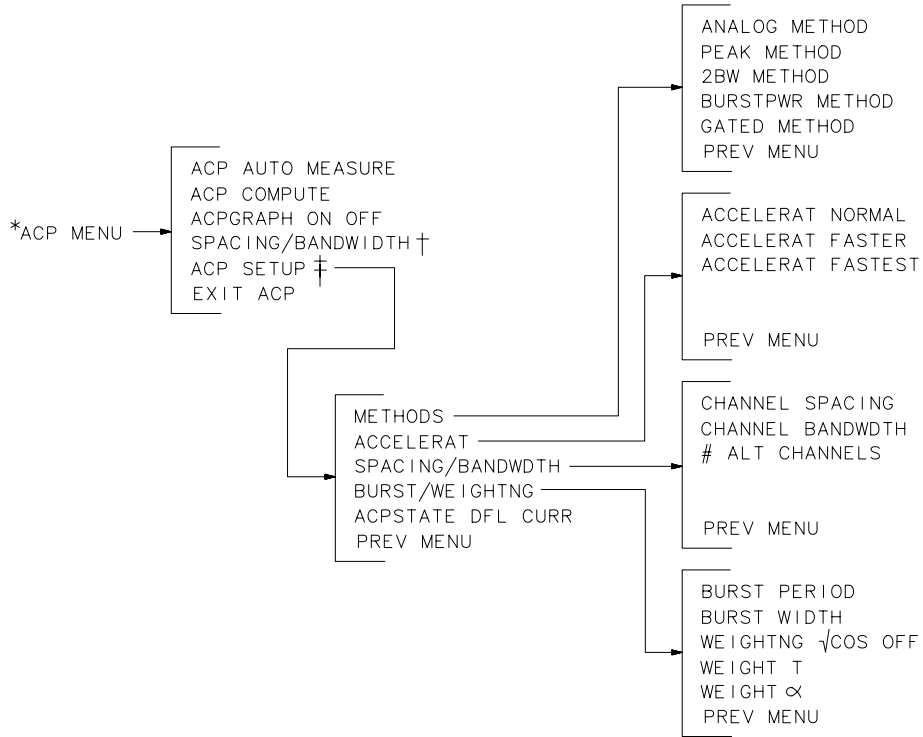 *ACP MENU
ACP AUTO MEASURE
ACP COMPUTE
ACPGRAPH ON OFF
SPACING/BANDWIDTH †
ACP SETUP ‡
EXIT ACP
METHODS
ACCELERAT
SPACING/BANDWDTH
BURST/WEIGHTNG
ACPSTATE DFL CURR
PREV MENU
ANALOG METHOD
PEAK METHOD
2BW METHOD
BURSTPWR METHOD
GATED METHOD
PREV MENU
ACCELERAT NORMAL
ACCELERAT FASTER
ACCELERAT FASTEST
PREV MENU
CHANNEL SPACING
CHANNEL BANDWDTH
# ALT CHANNELS
PREV MENU
BURST PERIOD
BURST WIDTH
WEIGHTNG √COS OFF
WEIGHT T
WEIGHT ∝
PREV MENU